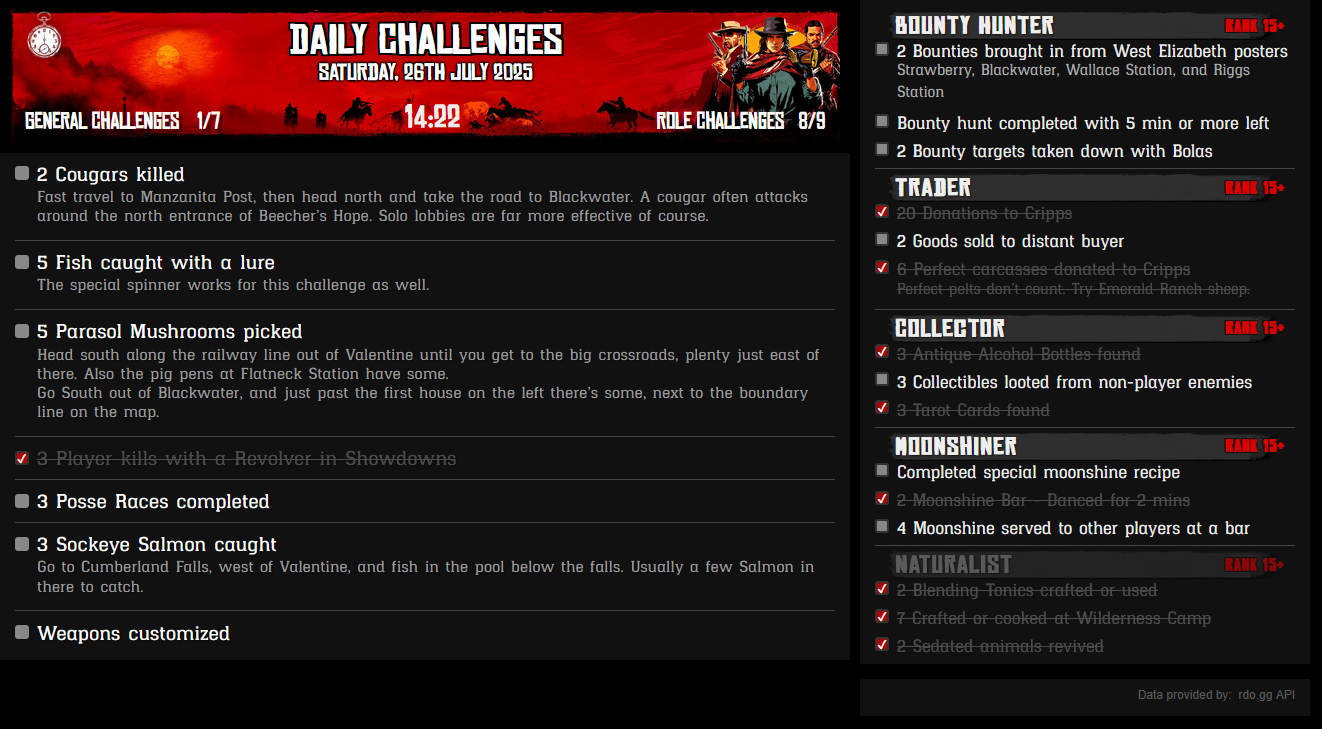 DAILY CHALLENGES
SATURDAY, 26TH JULY 2025
14:22
GENERAL CHALLENGES 1/7
ROLE CHALLENGES 8/9
2 Cougars killed
Fast travel to Manzanita Post, then head north and take the road to Blackwater. A cougar often attacks
around the north entrance of Beecher's Hope. Solo lobbies are far more effective of course.
5 Fish caught with a lure
The special spinner works for this challenge as well.
5 Parasol Mushrooms picked
Head south along the railway line out of Valentine until you get to the big crossroads, plenty just east of
there. Also the pig pens at Flatneck Station have some.
Go South out of Blackwater, and just past the first house on the left there's some, next to the boundary
line on the map.
3 Player kills with a Revolver in Showdowns
3 Posse Races completed
3 Sockeye Salmon caught
Go to Cumberland Falls, west of Valentine, and fish in the pool below the falls. Usually a few Salmon in
there to catch.
Weapons customized
BOUNTY HUNTER RANK 15+
2 Bounties brought in from West Elizabeth posters
Strawberry, Blackwater, Wallace Station, and Riggs
Station
Bounty hunt completed with 5 min or more left
2 Bounty targets taken down with Bolas
TRADER RANK 15+
20 Donations to Cripps
2 Goods sold to distant buyer
6 Perfect carcasses donated to Cripps
Perfect pelts don't count. Try Emerald Ranch sheep.
COLLECTOR RANK 15+
3 Antique Alcohol Bottles found
3 Collectibles looted from non-player enemies
3 Tarot Cards found
MOONSHINER RANK 15+
Completed special moonshine recipe
2 Moonshine Bar - Danced for 2 mins
4 Moonshine served to other players at a bar
NATURALIST RANK 15+
2 Blending Tonics crafted or used
7 Crafted or cooked at Wilderness Camp
2 Sedated animals revived
Data provided by: rdo.gg API